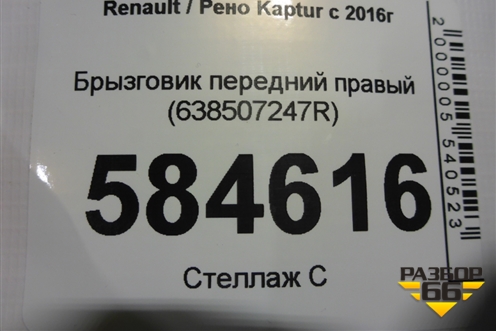 Renault / Рено Kaptur с 2016г
Брызговик передний правый
(638507247R)
584616
Стеллаж С
2000005540523
РАЗБОР
66